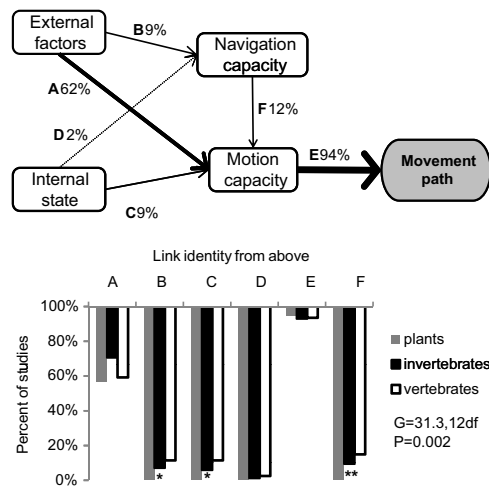 External
factors
B9%
Navigation
capacity
A62%
F12%
D2%
E94%
Motion
capacity
Movement
path
Internal
state
C9%
Link identity from above
A B C D E F
100%
80%
60%
40%
20%
0%
Percent of studies
* * **
plants
invertebrates
vertebrates
G=31.3,12df
P=0.002